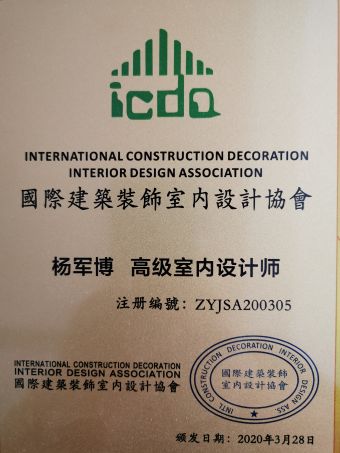 icda
INTERNATIONAL CONSTRUCTION DECORATION
INTERIOR DESIGN ASSOCIATION
國際建築裝飾室内設計協會
杨军博 高级室内设计师
注册编號：ZYJSA200305
INTERNATIONAL CONSTRUCTION DECORATION
INTERIOR DESIGN ASSOCIATION
國際建築裝飾室内設計協會
INTL CONSTRUCTION DECORATION INTERIOR DESIGN ASS.
國際建築裝飾
室内設計協會
颁发日期：2020年3月28日